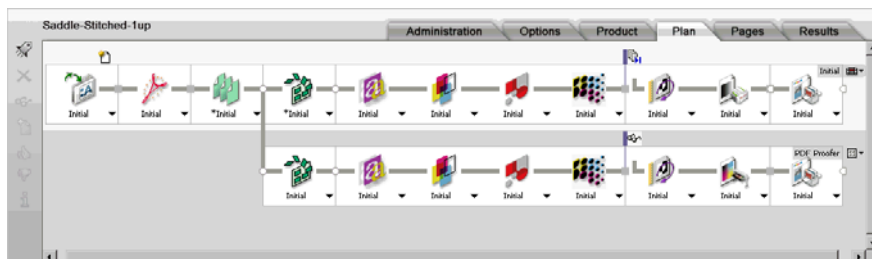 Saddle-Stitched-1up
Administration Options Product Plan Pages Results
Initial
Initial Initial *Initial *Initial Initial Initial Initial Initial Initial Initial Initial
PDF Proofer
Initial Initial Initial Initial Initial Initial Initial Initial